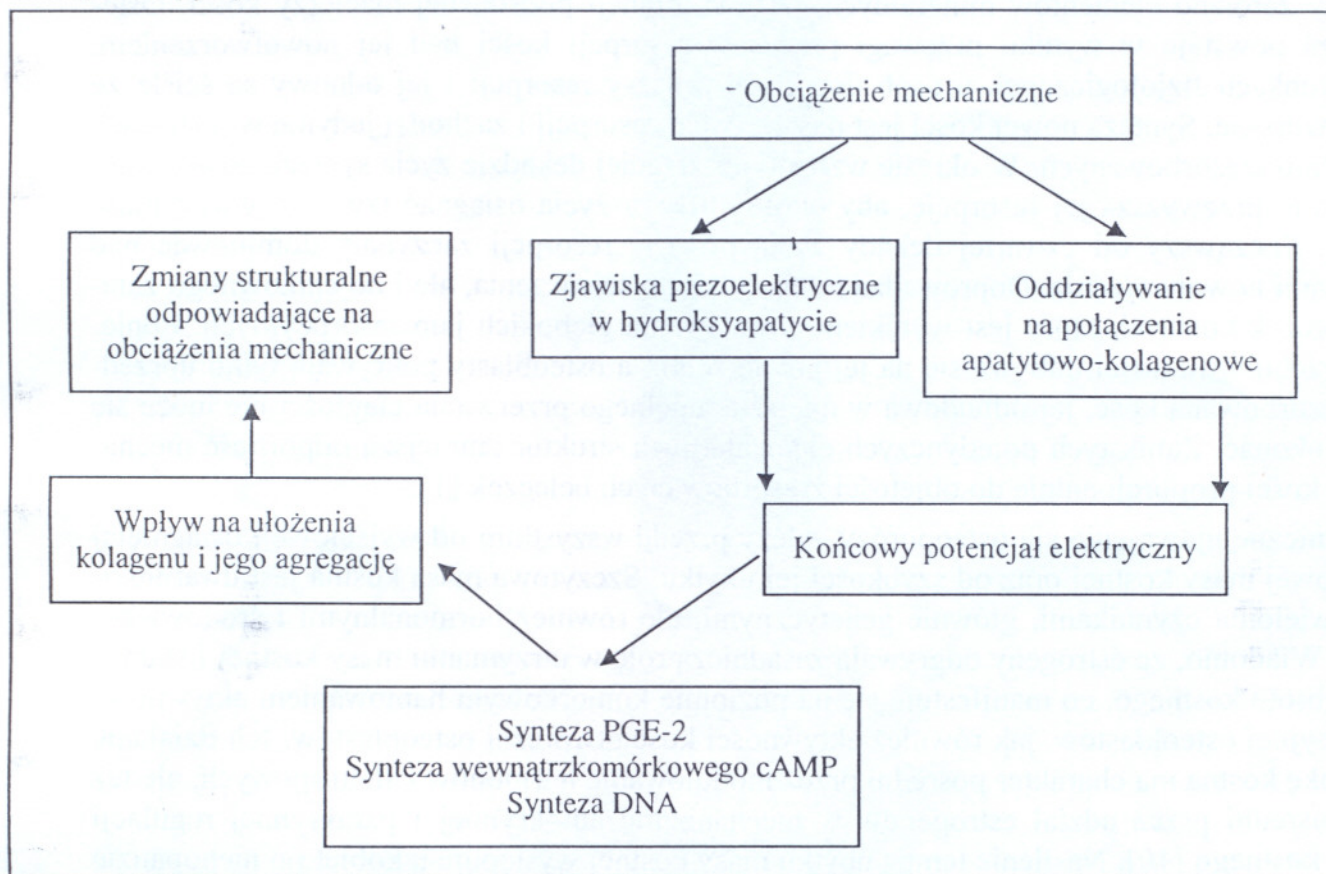 Obciążenie mechaniczne
Zmiany strukturalne
odpowiadające na
obciążenia mechaniczne
Zjawiska piezoelektryczne
w hydroksyapatycie
Oddziaływanie
na połączenia
apatytowo-kolagenowe
Wpływ na ułożenia
kolagenu i jego agregację
Końcowy potencjał elektryczny
Synteza PGE-2
Synteza wewnątrzkomórkowego cAMP
Synteza DNA